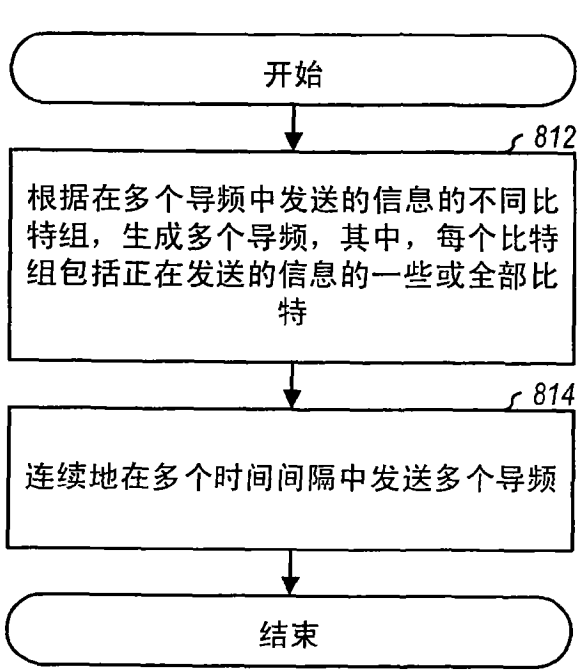 开始
812
根据在多个导频中发送的信息的不同比
特组，生成多个导频，其中，每个比特
组包括正在发送的信息的一些或全部比
特
814
连续地在多个时间间隔中发送多个导频
结束